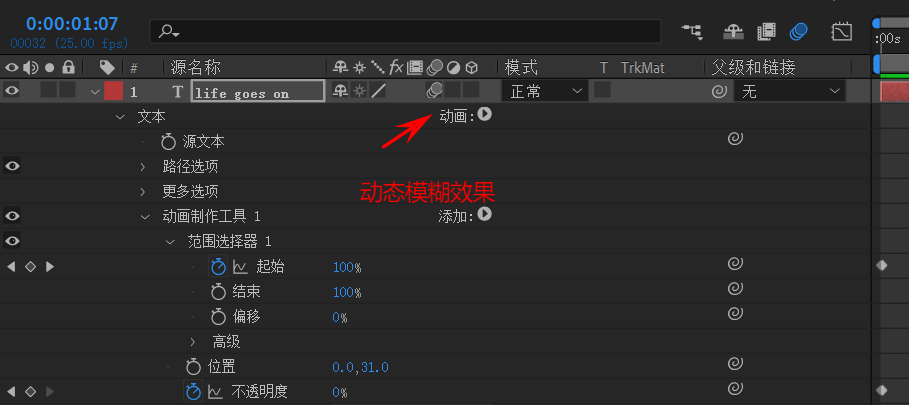 0:00:01:07
00032 (25.00 fps)
:00s
# 源名称 fx 模式 T TrkMat 父级和链接
1 T life goes on 正常 无
文本 动画:
源文本
路径选项
更多选项
动态模糊效果
动画制作工具 1 添加:
范围选择器 1
起始 100%
结束 100%
偏移 0%
高级
位置 0.0,31.0
不透明度 0%